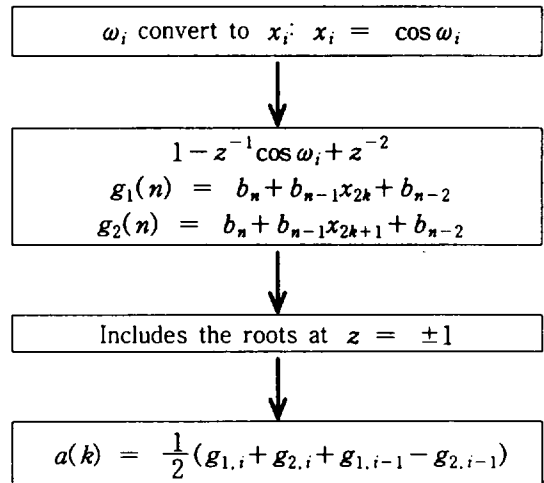 ω_i convert to x_i: x_i = cos ω_i
1 − z^{-1} cos ω_i + z^{-2}
g_1(n) = b_n + b_{n-1}x_{2k} + b_{n-2}
g_2(n) = b_n + b_{n-1}x_{2k+1} + b_{n-2}
Includes the roots at z = ±1
a(k) = \frac{1}{2}(g_{1,i} + g_{2,i} + g_{1,i-1} − g_{2,i-1})